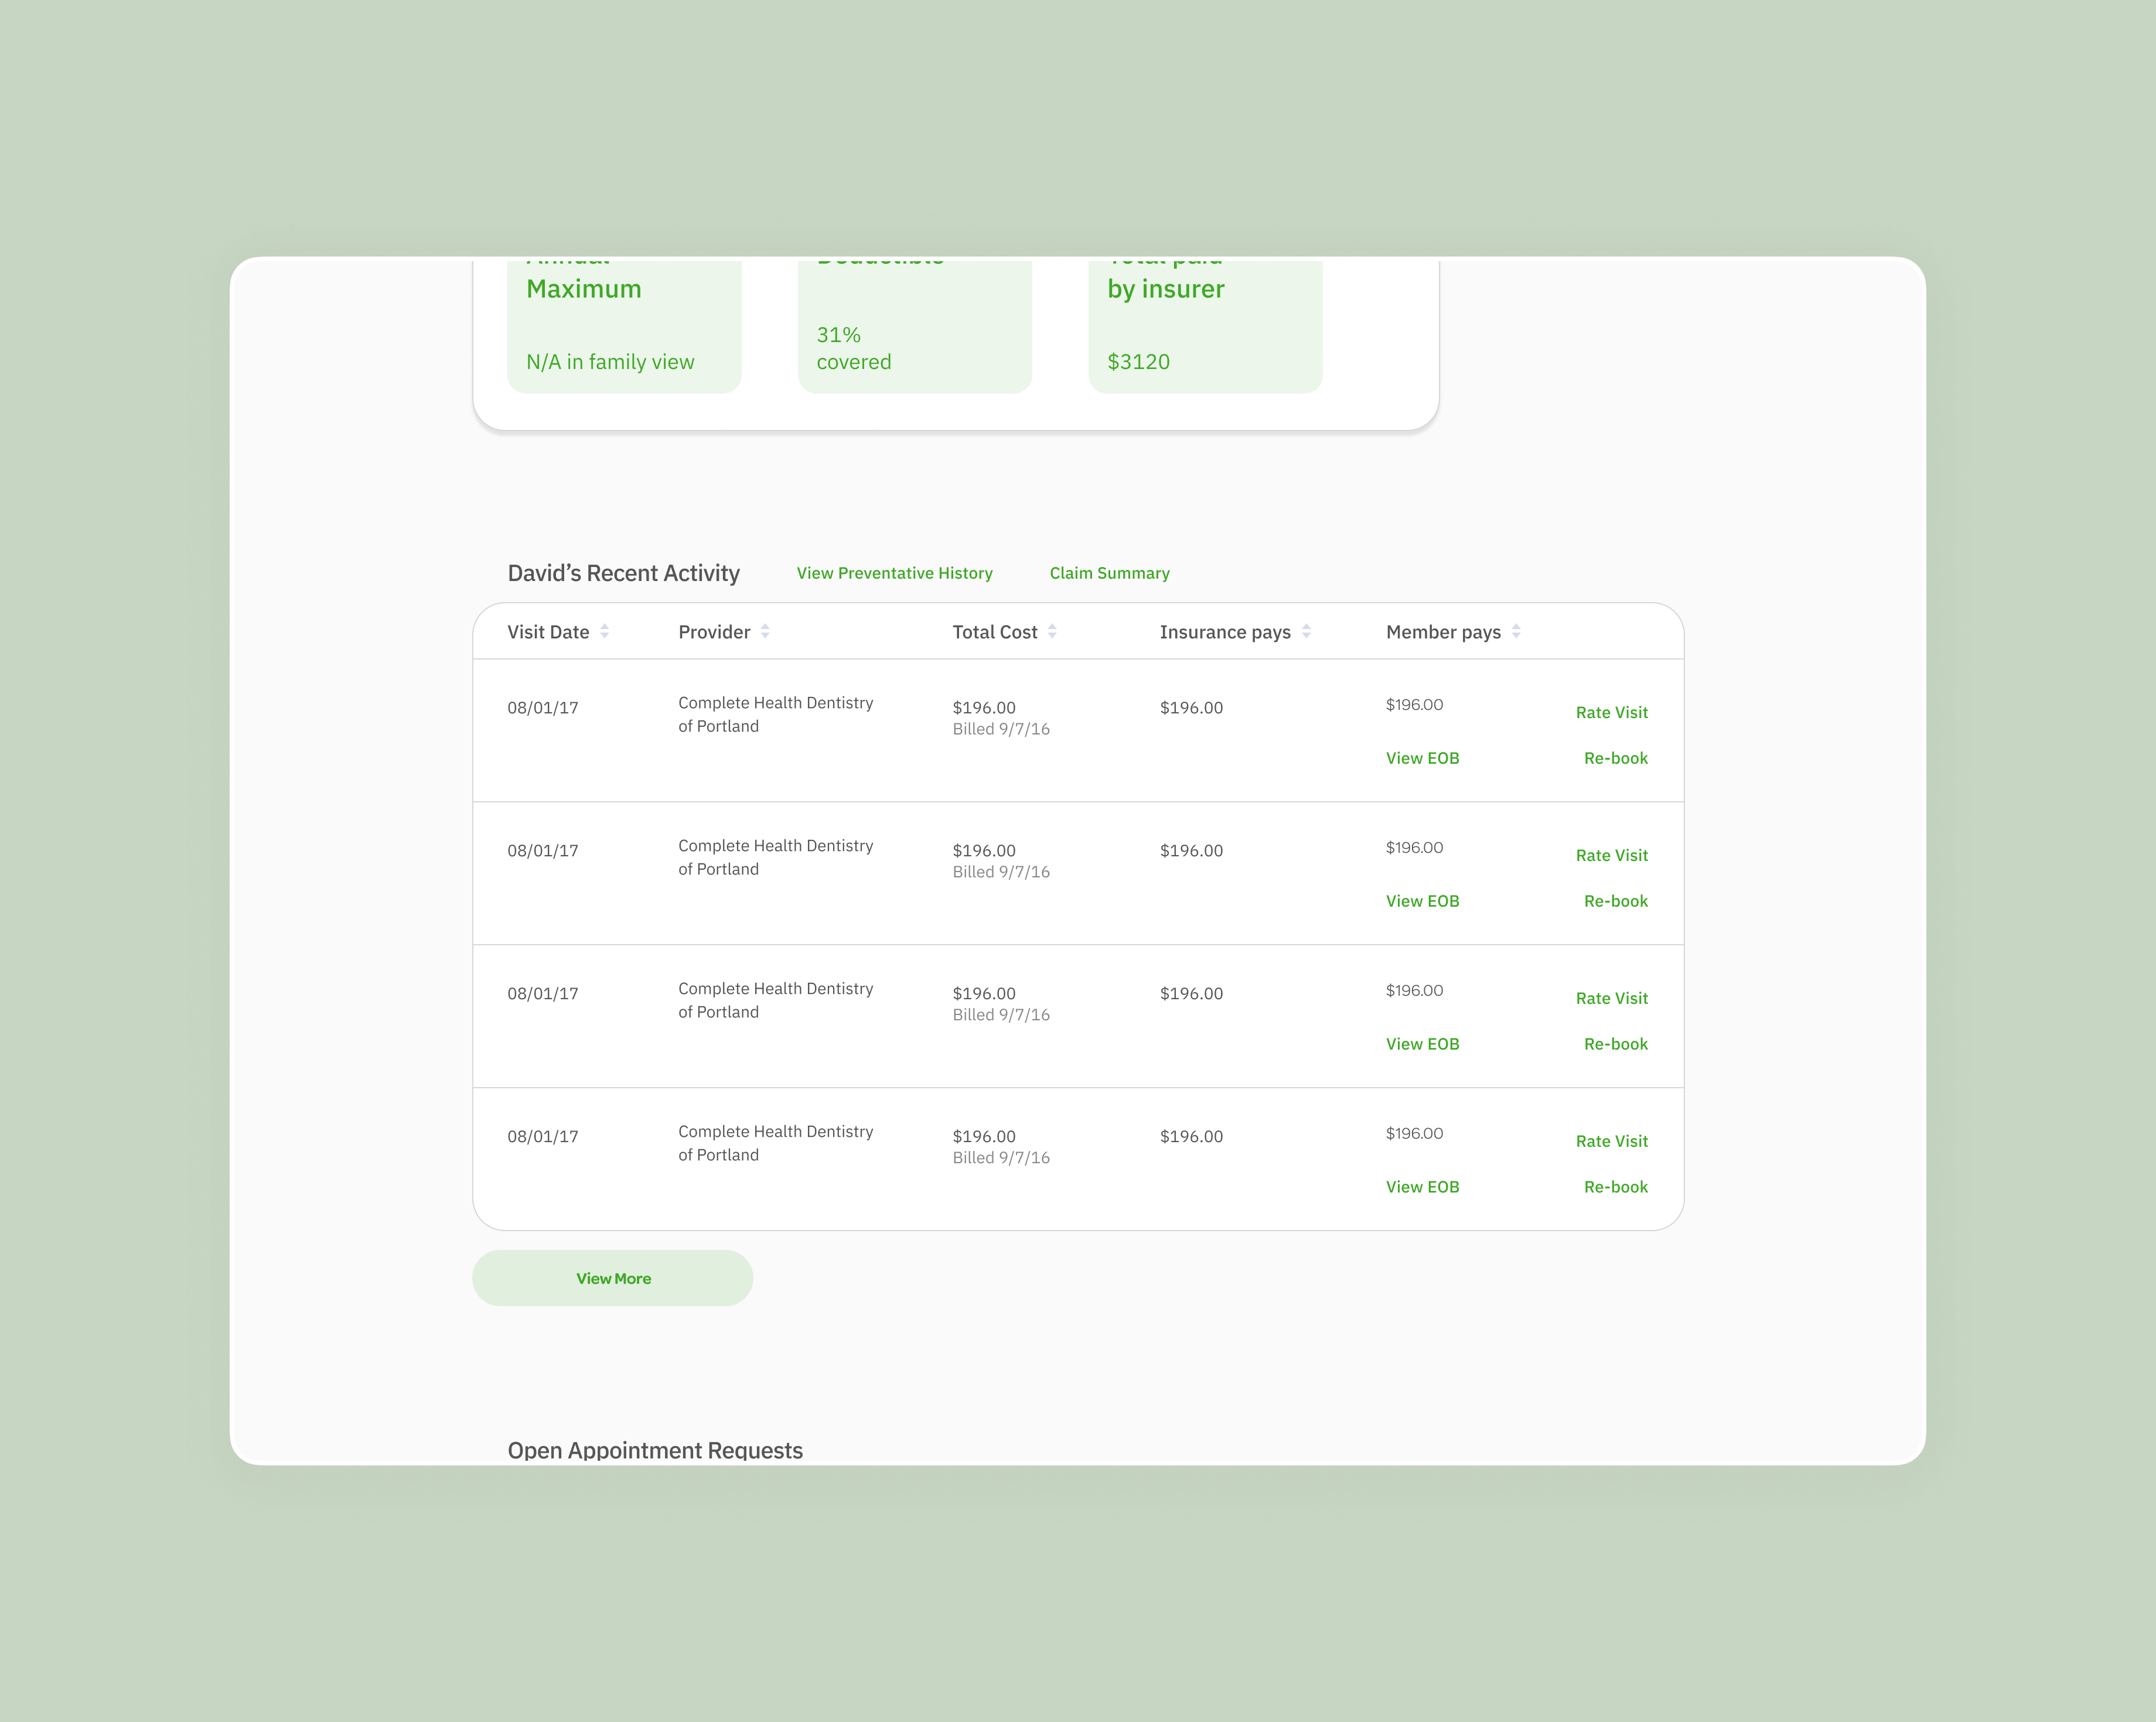 Annual
Maximum
N/A in family view
Deductible
31%
covered
Total paid
by insurer
$3120
David’s Recent Activity
View Preventative History
Claim Summary
Visit Date
Provider
Total Cost
Insurance pays
Member pays
08/01/17
Complete Health Dentistry
of Portland
$196.00
Billed 9/7/16
$196.00
$196.00
Rate Visit
View EOB
Re-book
08/01/17
Complete Health Dentistry
of Portland
$196.00
Billed 9/7/16
$196.00
$196.00
Rate Visit
View EOB
Re-book
08/01/17
Complete Health Dentistry
of Portland
$196.00
Billed 9/7/16
$196.00
$196.00
Rate Visit
View EOB
Re-book
08/01/17
Complete Health Dentistry
of Portland
$196.00
Billed 9/7/16
$196.00
$196.00
Rate Visit
View EOB
Re-book
View More
Open Appointment Requests